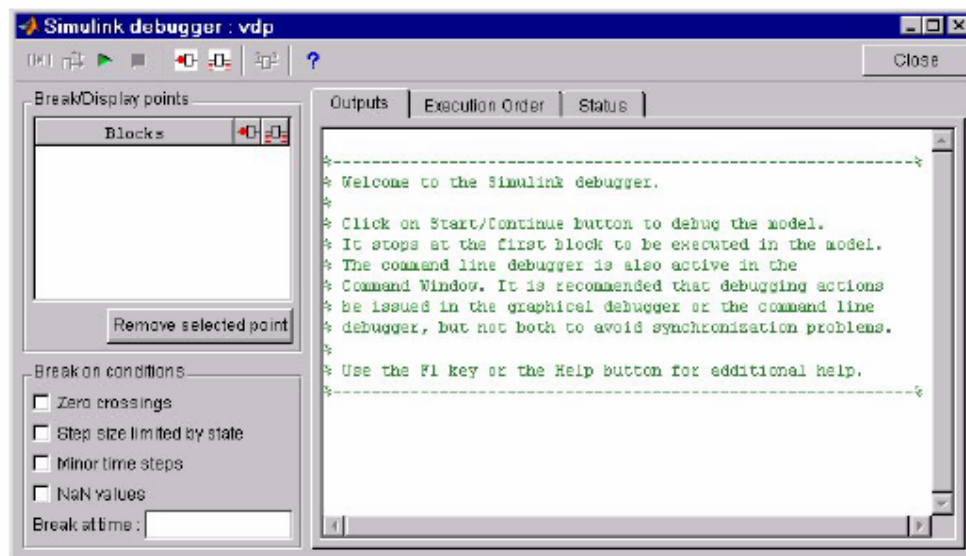 Simulink debugger : vdp
?
Close
Break/Display points
Blocks
Remove selected point
Break on conditions
Zero crossings
Step size limited by state
Minor time steps
NaN values
Break at time :
Outputs
Execution Order
Status
%--------------------------------------------------------------%
% Welcome to the Simulink debugger.
%
% Click on Start/Continue button to debug the model.
% It stops at the first block to be executed in the model.
% The command line debugger is also active in the
% Command Window. It is recommended that debugging actions
% be issued in the graphical debugger or the command line
% debugger, but not both to avoid synchronization problems.
%
% Use the F1 key or the Help button for additional help.
%--------------------------------------------------------------%